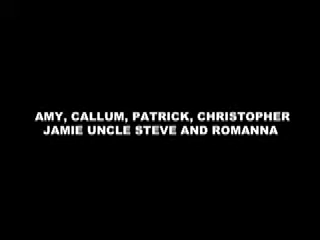 AMY, CALLUM, PATRICK, CHRISTOPHER
JAMIE UNCLE STEVE AND ROMANNA